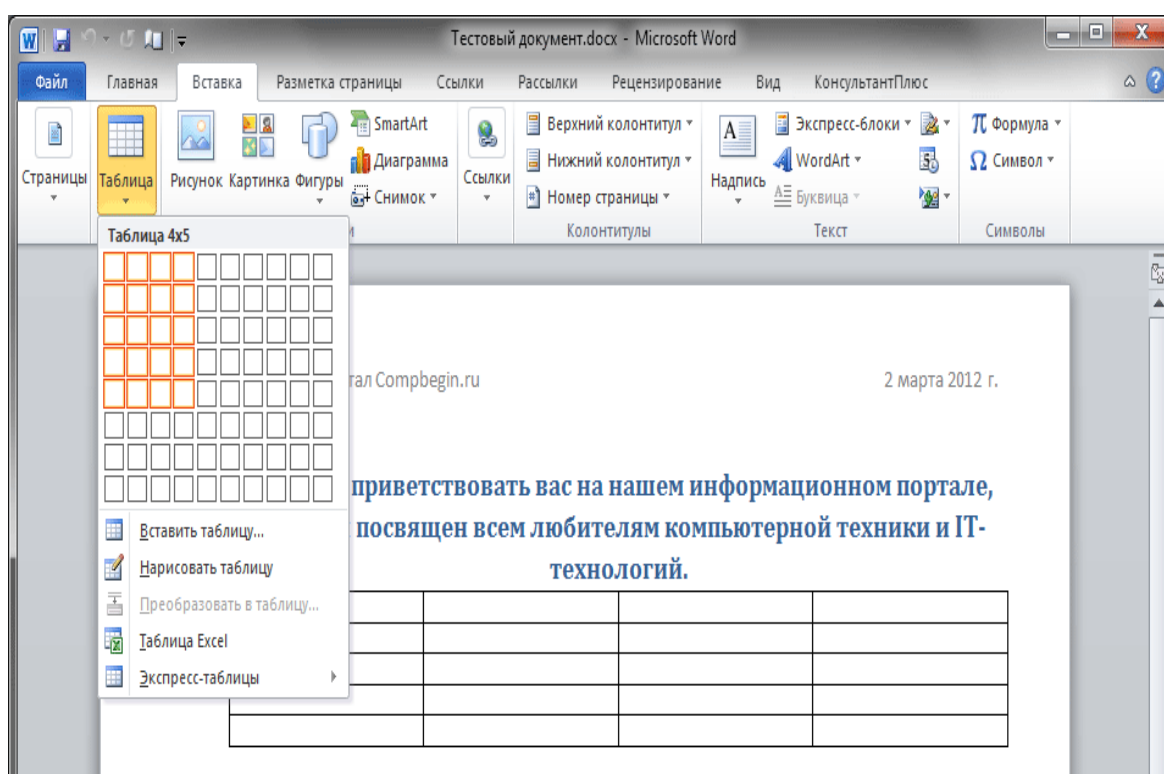 Тестовый документ.docx - Microsoft Word
Файл Главная Вставка Разметка страницы Ссылки Рассылки Рецензирование Вид КонсультантПлюс
Страницы
Таблица
Рисунок Картинка Фигуры
SmartArt
Диаграмма
Снимок
Ссылки
Верхний колонтитул
Нижний колонтитул
Номер страницы
Колонтитулы
Надпись
Экспресс-блоки
WordArt
Буквица
Текст
π Формула
Ω Символ
Символы
Таблица 4x5
Вставить таблицу...
Нарисовать таблицу
Преобразовать в таблицу...
Таблица Excel
Экспресс-таблицы
Compbegin.ru 2 марта 2012 г.
приветствовать вас на нашем информационном портале,
посвящен всем любителям компьютерной техники и IT-
технологий.